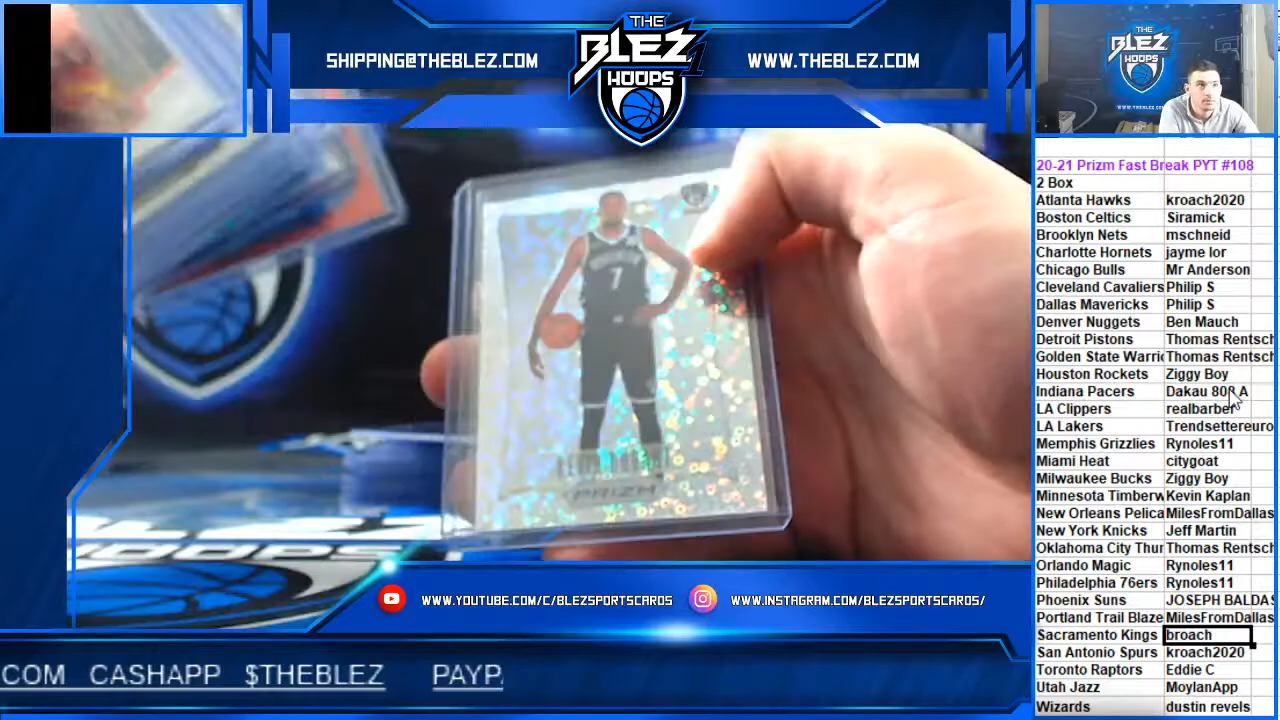 SHIPPING@THEBLEZ.COM
THE
BLEZ
HOOPS
WWW.THEBLEZ.COM
THE
BLEZ
HOOPS
20-21 Prizm Fast Break PYT #108
2 Box
Atlanta Hawks kroach2020
Boston Celtics Siramick
Brooklyn Nets mschneid
Charlotte Hornets jayme lor
Chicago Bulls Mr Anderson
Cleveland Cavaliers Philip S
Dallas Mavericks Philip S
Denver Nuggets Ben Mauch
Detroit Pistons Thomas Rentsch
Golden State Warric Thomas Rentsch
Houston Rockets Ziggy Boy
Indiana Pacers Dakau 808 A
LA Clippers realbarber
LA Lakers Trendsettereuro
Memphis Grizzlies Rynoles11
Miami Heat citygoat
Milwaukee Bucks Ziggy Boy
Minnesota Timberw Kevin Kaplan
New Orleans Pelica MilesFromDallas
New York Knicks Jeff Martin
Oklahoma City Thur Thomas Rentsch
Orlando Magic Rynoles11
Philadelphia 76ers Rynoles11
Phoenix Suns JOSEPH BALDAS
Portland Trail Blaze MilesFromDallas
Sacramento Kings broach
San Antonio Spurs kroach2020
Toronto Raptors Eddie C
Utah Jazz MoylanApp
Wizards dustin revels
7
PRIZM
BLEZ
HOOPS
WWW.YOUTUBE.COM/C/BLEZSPORTSCARDS
WWW.INSTAGRAM.COM/BLEZSPORTSCARDS/
COM CASHAPP $THEBLEZ PAYP